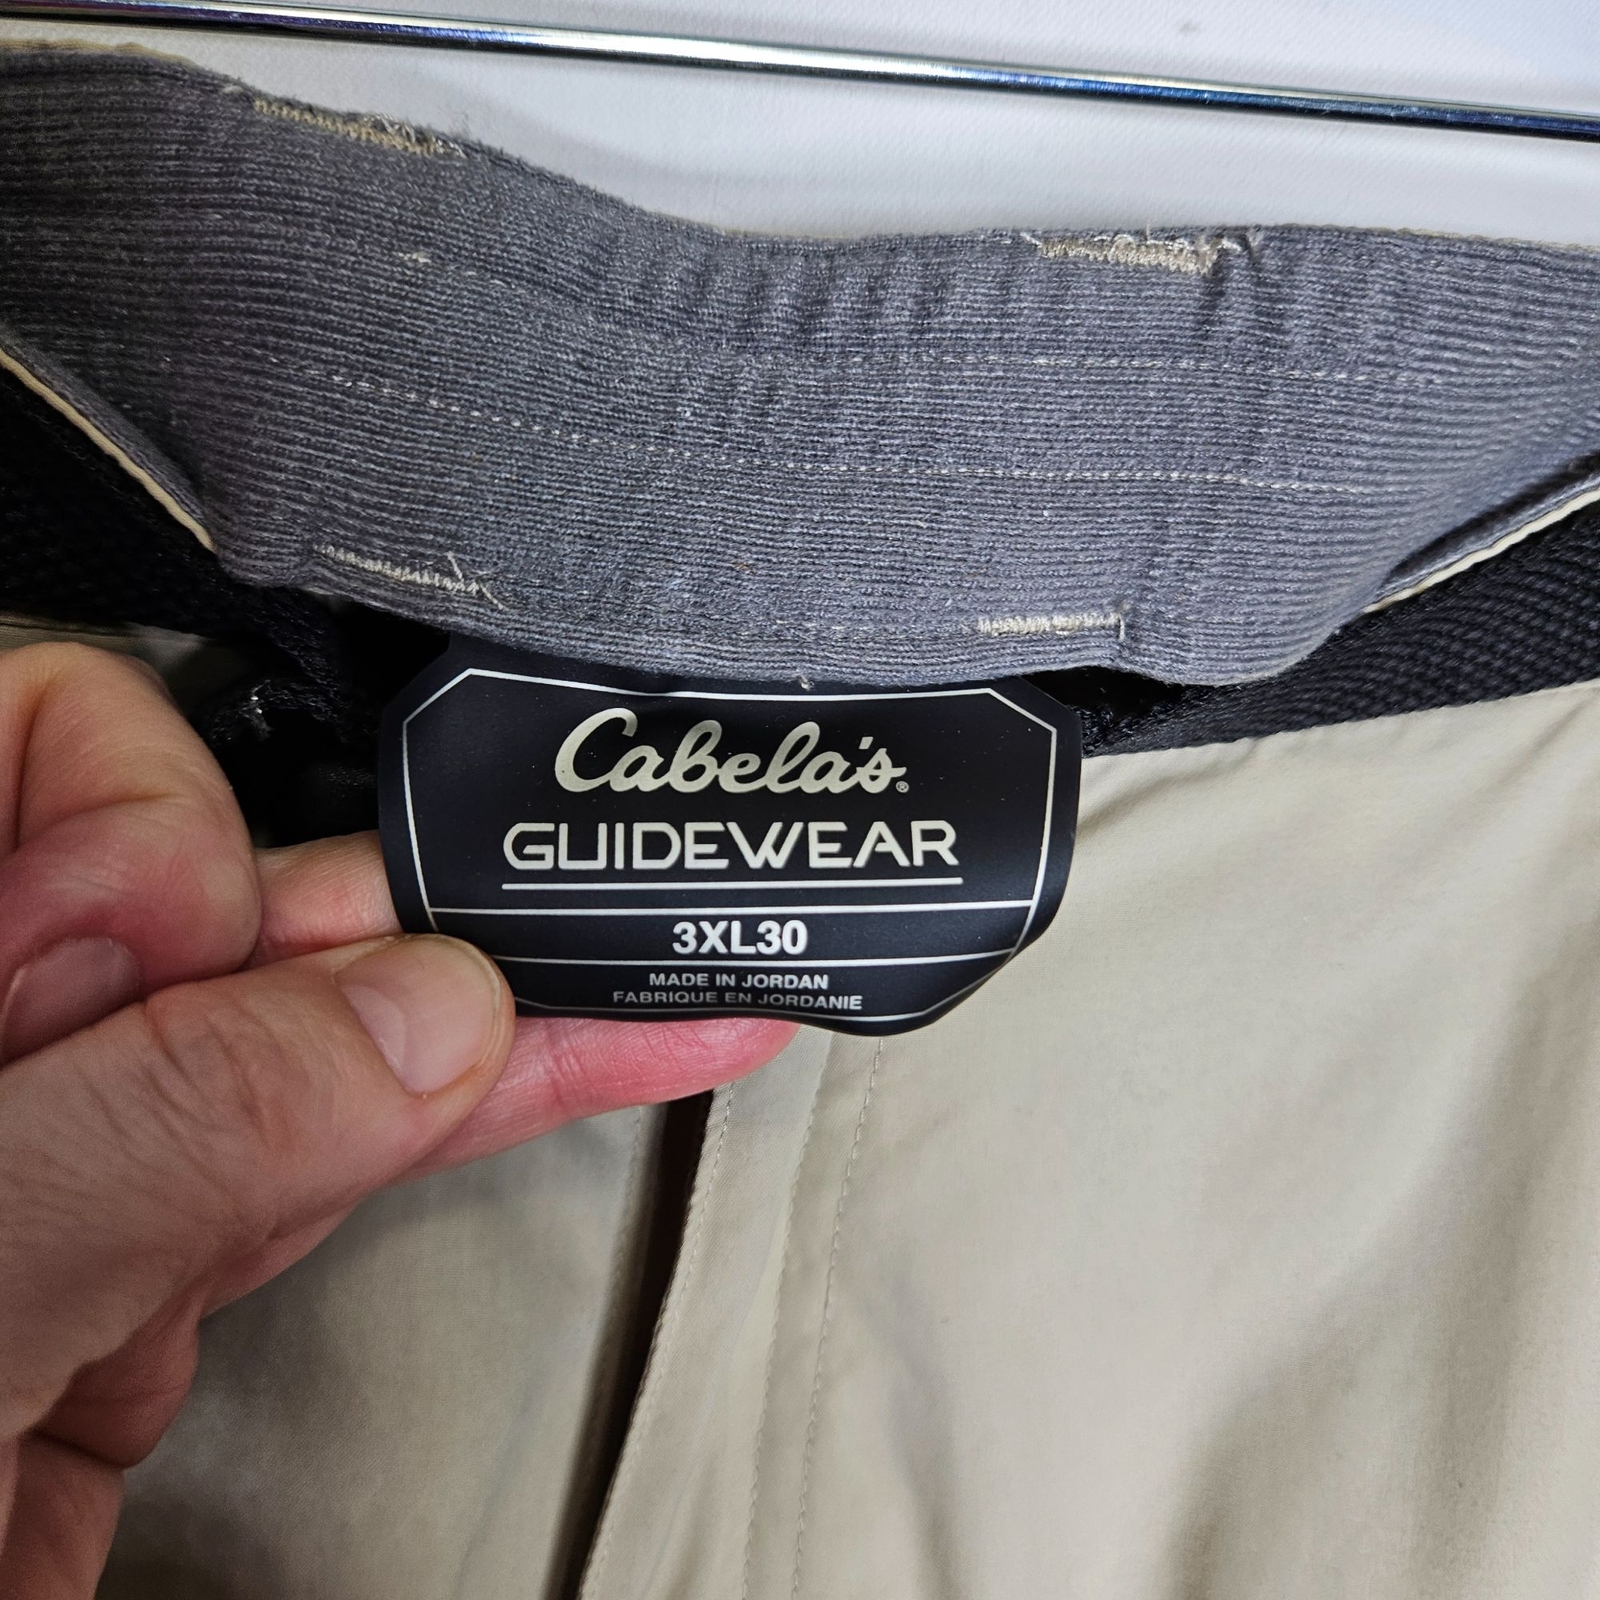 Cabela's®
GUIDEWEAR
3XL30
MADE IN JORDAN
FABRIQUE EN JORDANIE